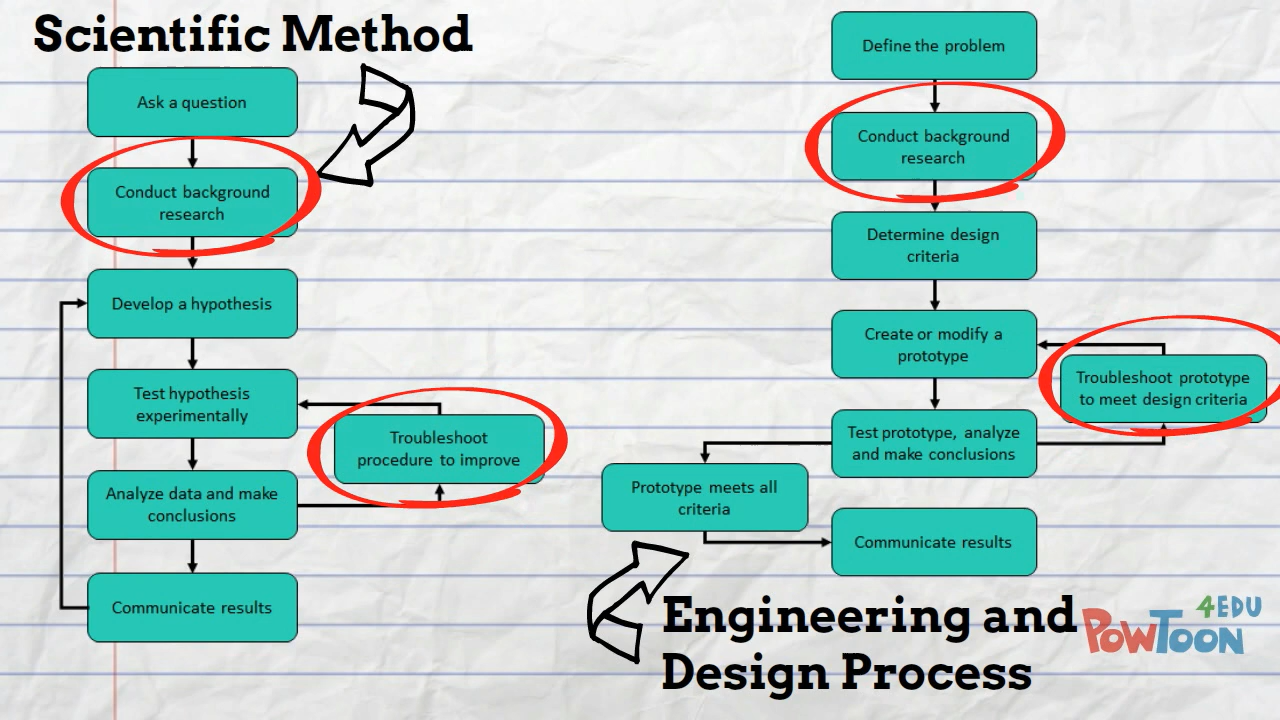 Scientific Method
Ask a question
Conduct background
research
Develop a hypothesis
Test hypothesis
experimentally
Troubleshoot
procedure to improve
Analyze data and make
conclusions
Communicate results
Define the problem
Conduct background
research
Determine design
criteria
Create or modify a
prototype
Troubleshoot prototype
to meet design criteria
Test prototype, analyze
and make conclusions
Prototype meets all
criteria
Communicate results
Engineering and
Design Process
4EDU
POWTOON